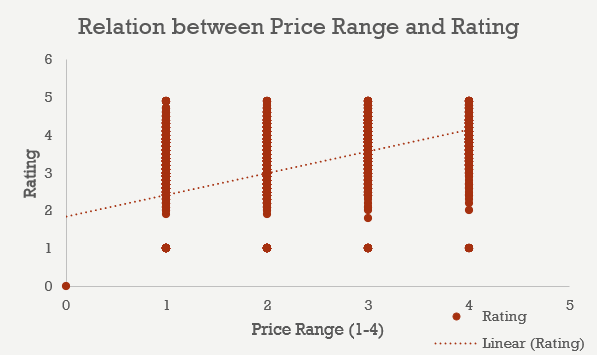 Relation between Price Range and Rating
6
5
4
3
2
1
0
Rating
0 1 2 3 4 5
Price Range (1-4)
Rating
Linear (Rating)